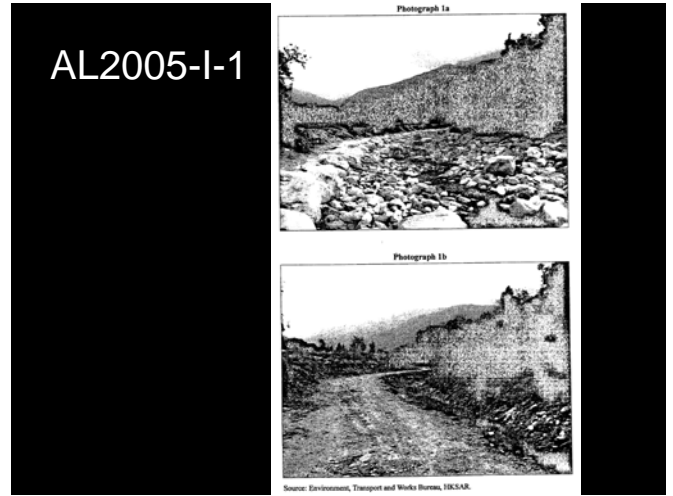 AL2005-I-1
Photograph 1a
Photograph 1b
Source: Environment, Transport and Works Bureau, HKSAR.